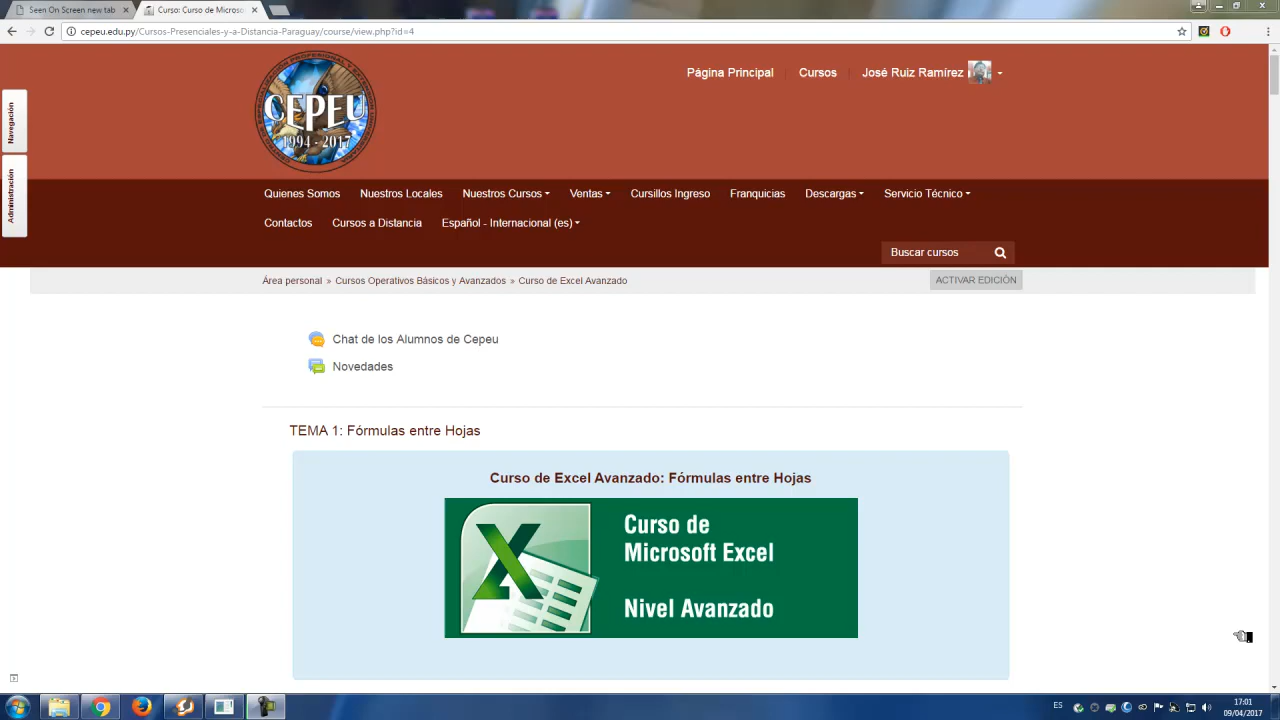 Seen On Screen new tab
Jose Ruiz: Curso de Micros
cepeu.edu.py/Cursos-Presenciales-y-a-Distancia-Paraguay/course/view.php?id=4
CEPEU
1994 - 2017
Página Principal
Cursos
José Ruiz Ramírez
Navegación
Administración
Quienes Somos
Nuestros Locales
Nuestros Cursos
Ventas
Cursillos Ingreso
Franquicias
Descargas
Servicio Técnico
Contactos
Cursos a Distancia
Español - Internacional (es)
Buscar cursos
Área personal » Cursos Operativos Básicos y Avanzados » Curso de Excel Avanzado
ACTIVAR EDICIÓN
Chat de los Alumnos de Cepeu
Novedades
TEMA 1: Fórmulas entre Hojas
Curso de Excel Avanzado: Fórmulas entre Hojas
Curso de
Microsoft Excel
Nivel Avanzado
ES
17:01
09/04/2017